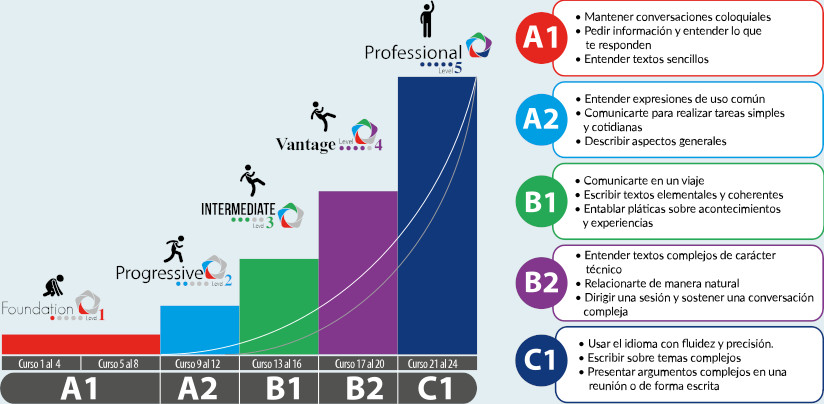 Professional
Level 5
Vantage
Level 4
INTERMEDIATE
Level 3
Progressive
Level 2
Foundation
Level 1
Curso 1 al 4
Curso 5 al 8
Curso 9 al 12
Curso 13 al 16
Curso 17 al 20
Curso 21 al 24
A1
A2
B1
B2
C1
A1
• Mantener conversaciones coloquiales
• Pedir información y entender lo que
te responden
• Entender textos sencillos
A2
• Entender expresiones de uso común
• Comunicarte para realizar tareas simples
y cotidianas
• Describir aspectos generales
B1
• Comunicarte en un viaje
• Escribir textos elementales y coherentes
• Entablar pláticas sobre acontecimientos
y experiencias
B2
• Entender textos complejos de carácter
técnico
• Relacionarte de manera natural
• Dirigir una sesión y sostener una conversación
compleja
C1
• Usar el idioma con fluidez y precisión.
• Escribir sobre temas complejos
• Presentar argumentos complejos en una
reunión o de forma escrita